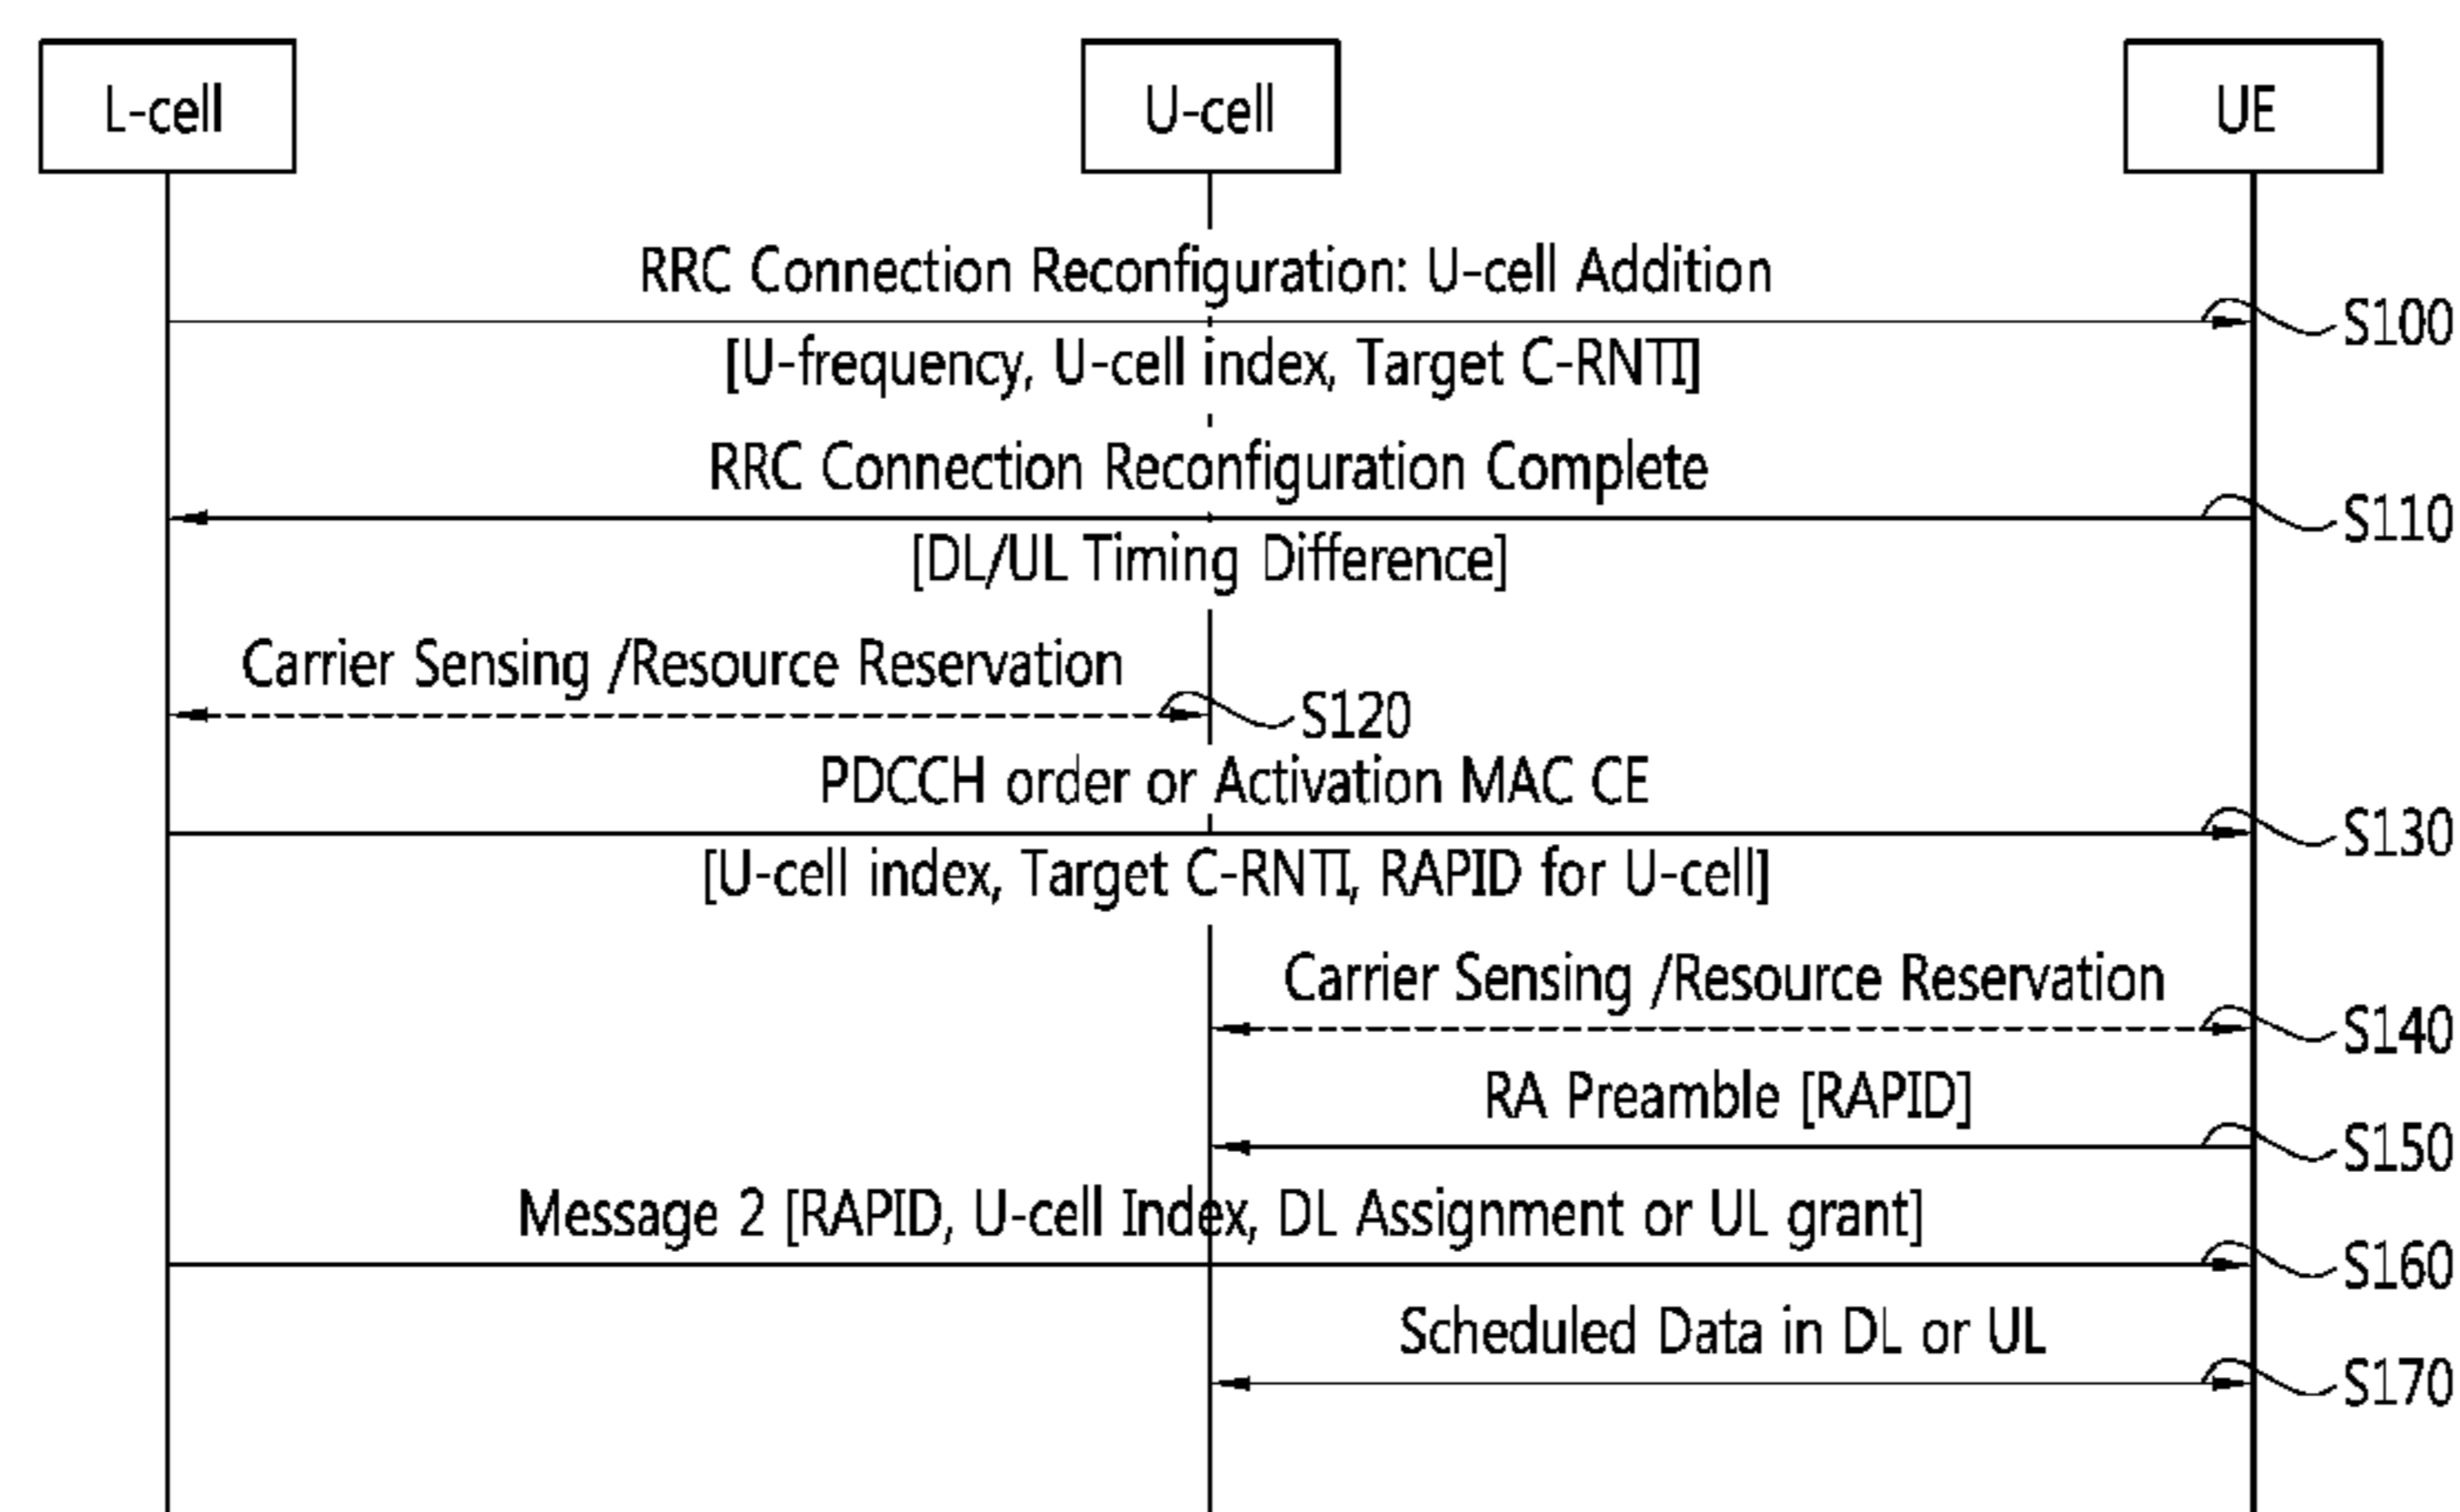 L-cell
U-cell
UE
RRC Connection Reconfiguration: U-cell Addition
S100
[U-frequency, U-cell index, Target C-RNTI]
RRC Connection Reconfiguration Complete
S110
[DL/UL Timing Difference]
Carrier Sensing /Resource Reservation
S120
PDCCH order or Activation MAC CE
S130
[U-cell index, Target C-RNTI, RAPID for U-cell]
Carrier Sensing /Resource Reservation
S140
RA Preamble [RAPID]
S150
Message 2 [RAPID, U-cell Index, DL Assignment or UL grant]
S160
Scheduled Data in DL or UL
S170